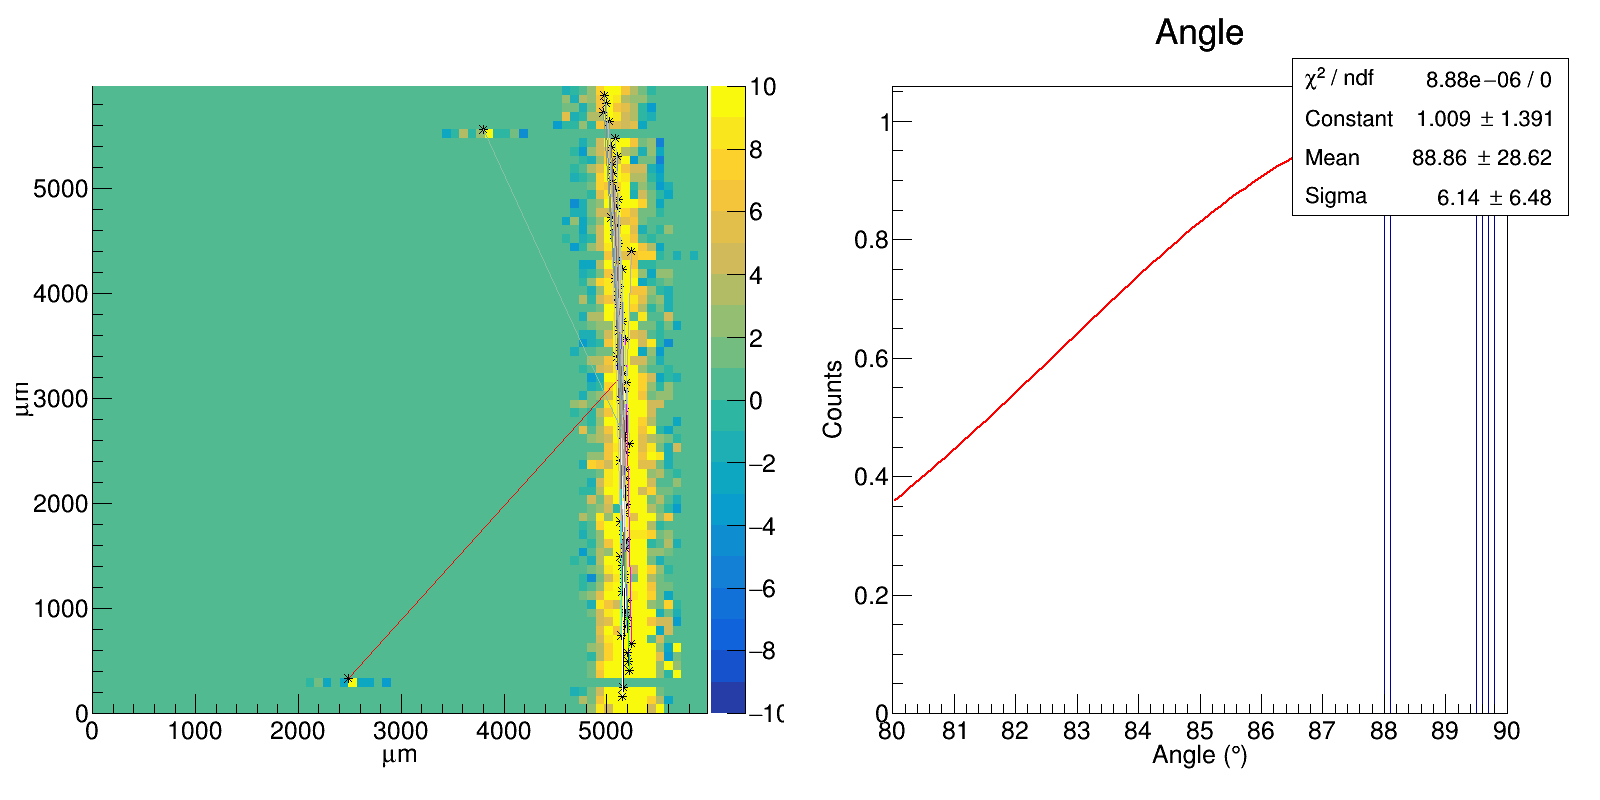 Angle
χ² / ndf 8.88e−06 / 0
Constant 1.009 ± 1.391
Mean 88.86 ± 28.62
Sigma 6.14 ± 6.48
10
8
6
4
2
0
−2
−4
−6
−8
−10
5000
4000
3000
2000
1000
0
μm
0 1000 2000 3000 4000 5000
μm
1
0.8
0.6
0.4
0.2
0
Counts
80 81 82 83 84 85 86 87 88 89 90
Angle (°)